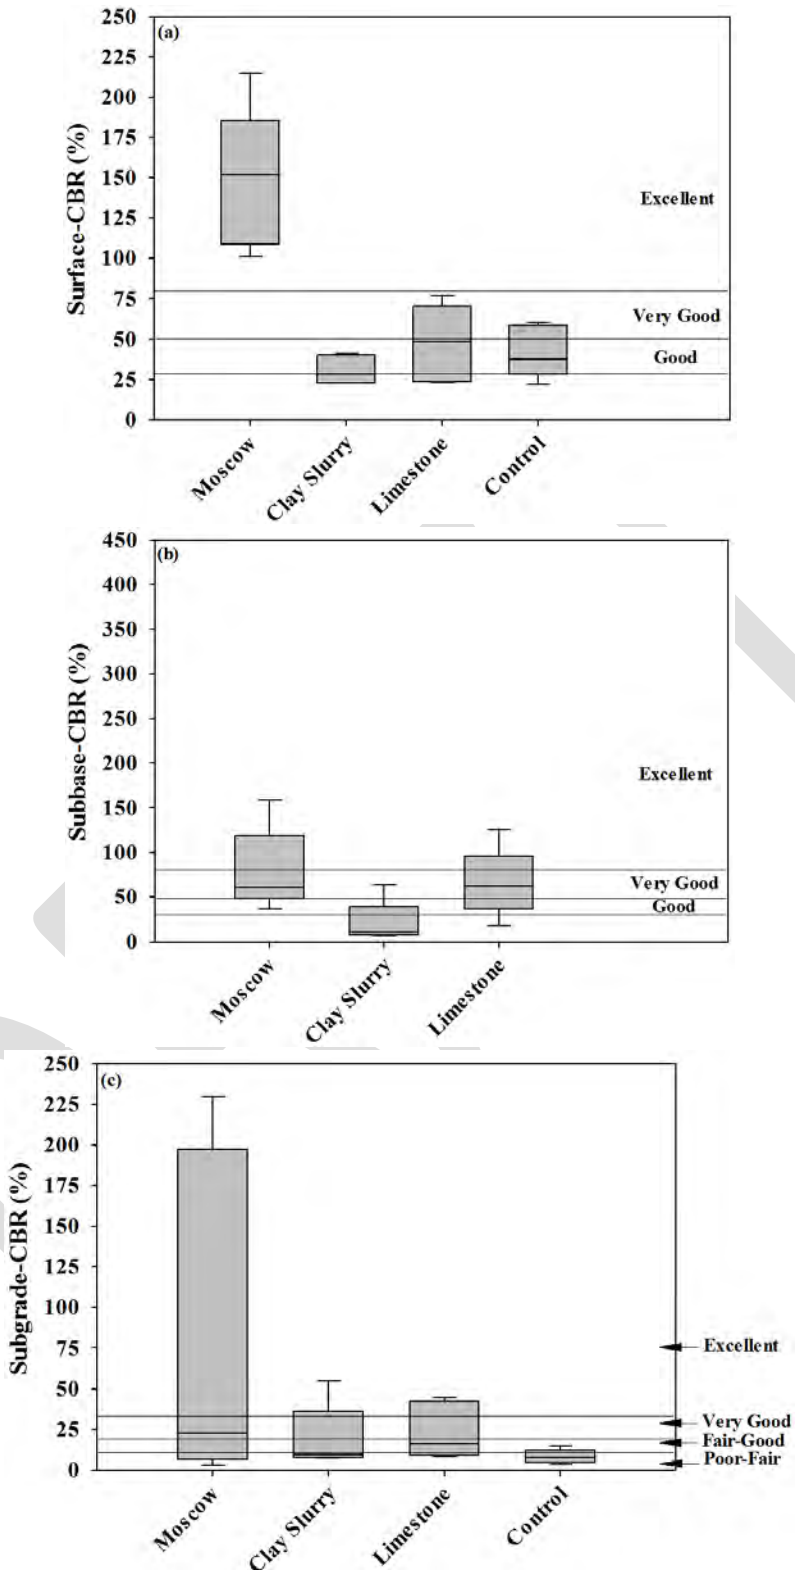 (a)
Surface-CBR (%)
250
225
200
175
150
125
100
75
50
25
0
Excellent
Very Good
Good
Moscow
Clay Slurry
Limestone
Control
(b)
Subbase-CBR (%)
450
400
350
300
250
200
150
100
50
0
Excellent
Very Good
Good
Moscow
Clay Slurry
Limestone
(c)
Subgrade-CBR (%)
250
225
200
175
150
125
100
75
50
25
0
Excellent
Very Good
Fair-Good
Poor-Fair
Moscow
Clay Slurry
Limestone
Control